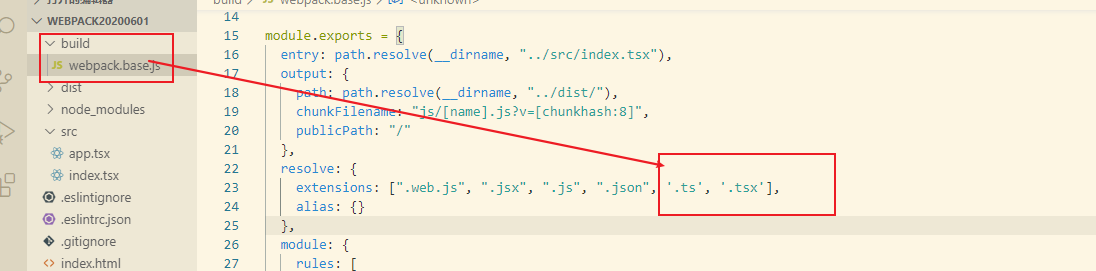 build > webpack.base.js > <unknown>
WEBPACK20200601
build
JS webpack.base.js
dist
node_modules
src
app.tsx
index.tsx
.eslintignore
.eslintrc.json
.gitignore
index.html
14
15 module.exports = {
16 entry: path.resolve(__dirname, "../src/index.tsx"),
17 output: {
18 path: path.resolve(__dirname, "../dist/"),
19 chunkFilename: "js/[name].js?v=[chunkhash:8]",
20 publicPath: "/"
21 },
22 resolve: {
23 extensions: [".web.js", ".jsx", ".js", ".json", '.ts', '.tsx'],
24 alias: {}
25 },
26 module: {
27 rules: [